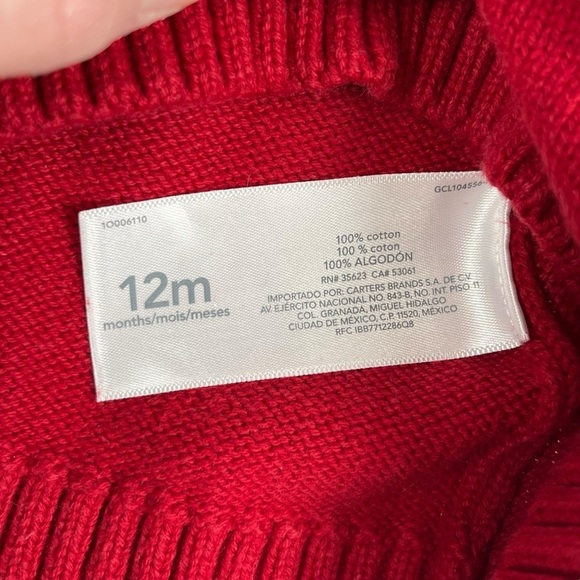 1O006110
GCL104556
12m
months/mois/meses
100% cotton
100 % coton
100% ALGODÓN
RN# 35623 CA# 53061
IMPORTADO POR: CARTERS BRANDS S.A. DE C.V.
AV. EJÉRCITO NACIONAL NO. 843-B, NO. INT. PISO 11
COL. GRANADA, MIGUEL HIDALGO
CIUDAD DE MÉXICO, C.P. 11520, MÉXICO
RFC IBB7712286Q8